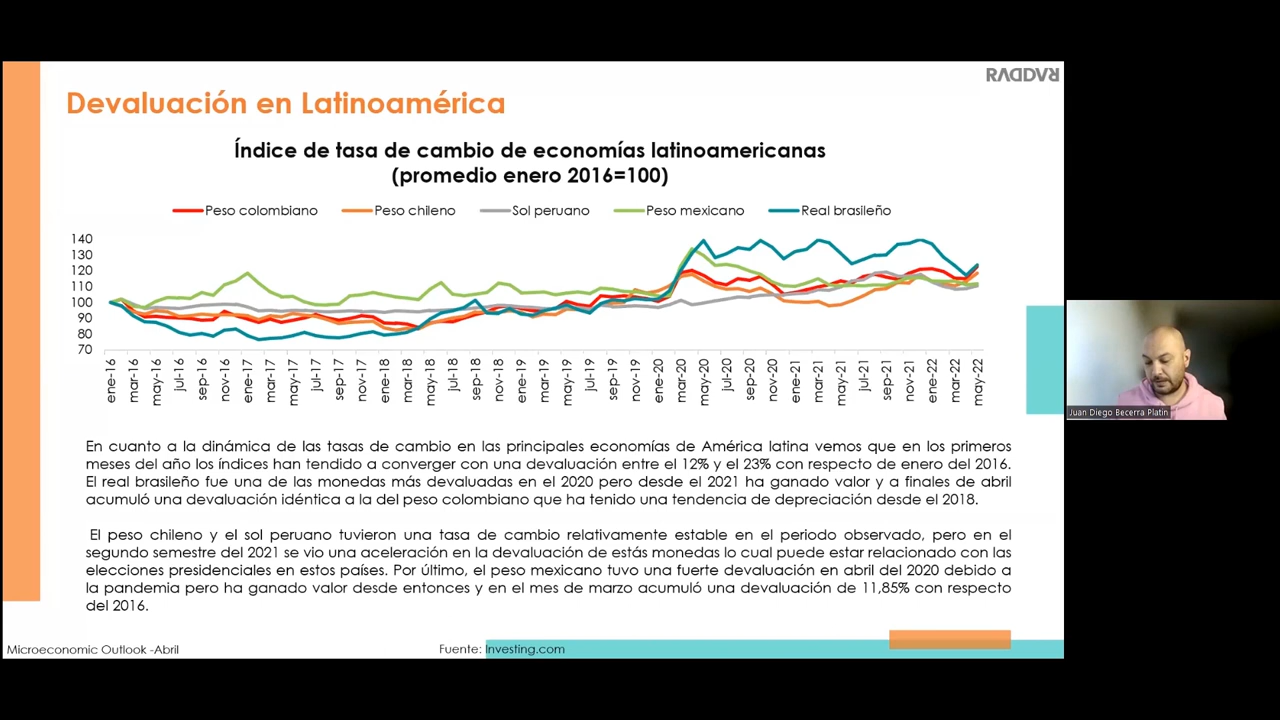 RADDAR
Devaluación en Latinoamérica
Índice de tasa de cambio de economías latinoamericanas
(promedio enero 2016=100)
Peso colombiano Peso chileno Sol peruano Peso mexicano Real brasileño
140
130
120
110
100
90
80
70
ene-16 mar-16 may-16 jul-16 sep-16 nov-16 ene-17 mar-17 may-17 jul-17 sep-17 nov-17 ene-18 mar-18 may-18 jul-18 sep-18 nov-18 ene-19 mar-19 may-19 jul-19 sep-19 nov-19 ene-20 mar-20 may-20 jul-20 sep-20 nov-20 ene-21 mar-21 may-21 jul-21 sep-21 nov-21 ene-22 mar-22 may-22
En cuanto a la dinámica de las tasas de cambio en las principales economías de América latina vemos que en los primeros
meses del año los índices han tendido a converger con una devaluación entre el 12% y el 23% con respecto de enero del 2016.
El real brasileño fue una de las monedas más devaluadas en el 2020 pero desde el 2021 ha ganado valor y a finales de abril
acumuló una devaluación idéntica a la del peso colombiano que ha tenido una tendencia de depreciación desde el 2018.
El peso chileno y el sol peruano tuvieron una tasa de cambio relativamente estable en el periodo observado, pero en el
segundo semestre del 2021 se vio una aceleración en la devaluación de estás monedas lo cual puede estar relacionado con las
elecciones presidenciales en estos países. Por último, el peso mexicano tuvo una fuerte devaluación en abril del 2020 debido a
la pandemia pero ha ganado valor desde entonces y en el mes de marzo acumuló una devaluación de 11,85% con respecto
del 2016.
Microeconomic Outlook -Abril
Fuente: Investing.com
Juan Diego Becerra Platin